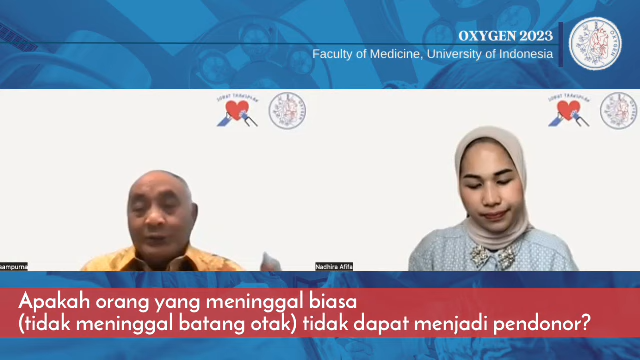 OXYGEN 2023
Faculty of Medicine, University of Indonesia
sampurna
Nadhira Afifa
Apakah orang yang meninggal biasa
(tidak meninggal batang otak) tidak dapat menjadi pendonor?